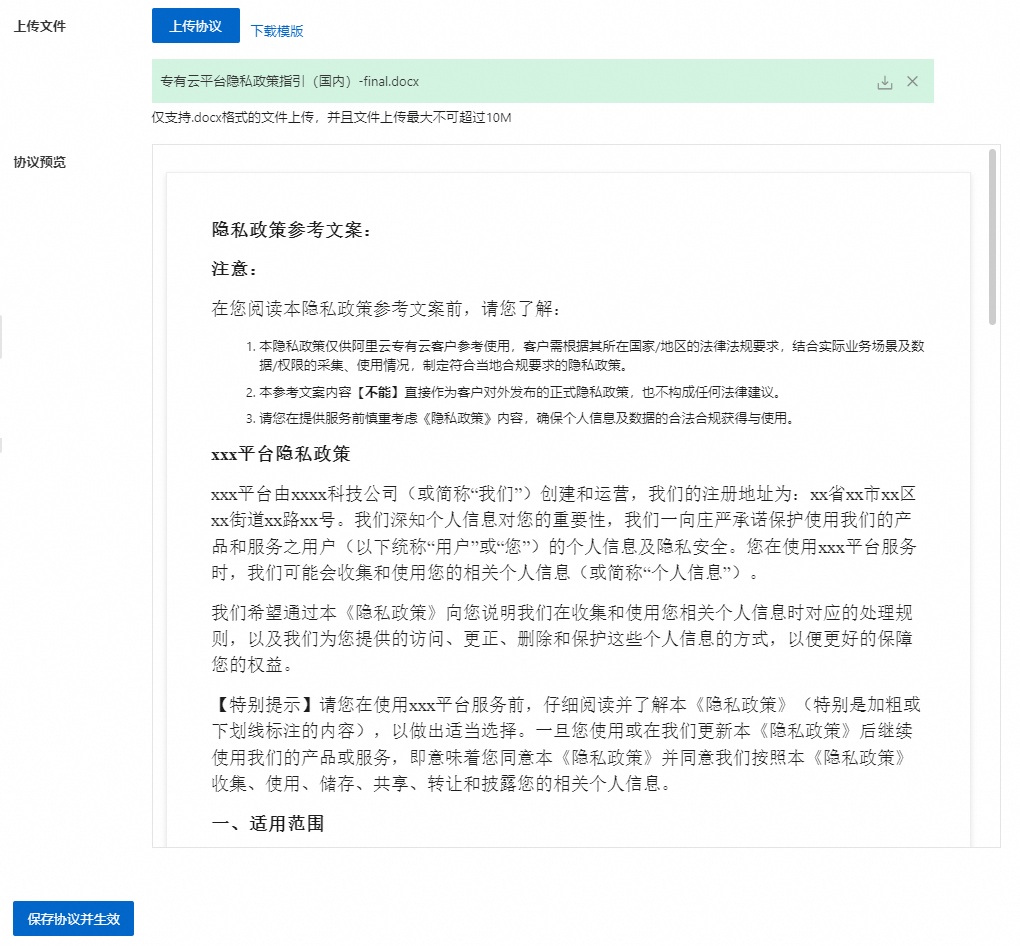 上传文件
上传协议
下载模版
专有云平台隐私政策指引（国内）-final.docx
仅支持.docx格式的文件上传，并且文件上传最大不可超过10M
协议预览
隐私政策参考文案：
注意：
在您阅读本隐私政策参考文案前，请您了解：
1. 本隐私政策仅供阿里云专有云客户参考使用，客户需根据其所在国家/地区的法律法规要求，结合实际业务场景及数
据/权限的采集、使用情况，制定符合当地合规要求的隐私政策。
2. 本参考文案内容【不能】直接作为客户对外发布的正式隐私政策，也不构成任何法律建议。
3. 请您在提供服务前慎重考虑《隐私政策》内容，确保个人信息及数据的合法合规获得与使用。
xxx平台隐私政策
xxx平台由xxxx科技公司（或简称“我们”）创建和运营，我们的注册地址为：xx省xx市xx区
xx街道xx路xx号。我们深知个人信息对您的重要性，我们一向庄严承诺保护使用我们的产
品和服务之用户（以下统称“用户”或“您”）的个人信息及隐私安全。您在使用xxx平台服务
时，我们可能会收集和使用您的相关个人信息（或简称“个人信息”）。
我们希望通过本《隐私政策》向您说明我们在收集和使用您相关个人信息时对应的处理规
则，以及我们为您提供的访问、更正、删除和保护这些个人信息的方式，以便更好的保障
您的权益。
【特别提示】请您在使用xxx平台服务前，仔细阅读并了解本《隐私政策》（特别是加粗或
下划线标注的内容），以做出适当选择。一旦您使用或在我们更新本《隐私政策》后继续
使用我们的产品或服务，即意味着您同意本《隐私政策》并同意我们按照本《隐私政策》
收集、使用、储存、共享、转让和披露您的相关个人信息。
一、适用范围
保存协议并生效